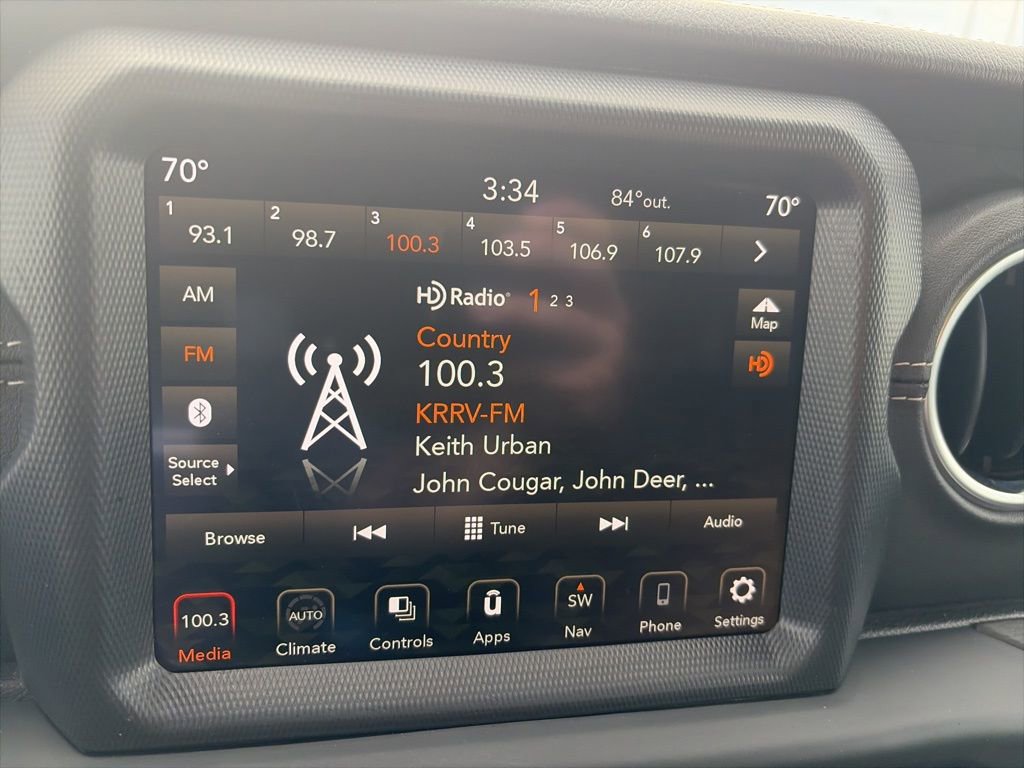 70° 3:34 84°out. 70°
1 93.1 2 98.7 3 100.3 4 103.5 5 106.9 6 107.9
AM
FM
Source
Select
HD Radio® 1 2 3
Country
100.3
KRRV-FM
Keith Urban
John Cougar, John Deer, ...
Map
HD
Browse Tune Audio
100.3 AUTO SW
Media Climate Controls Apps Nav Phone Settings